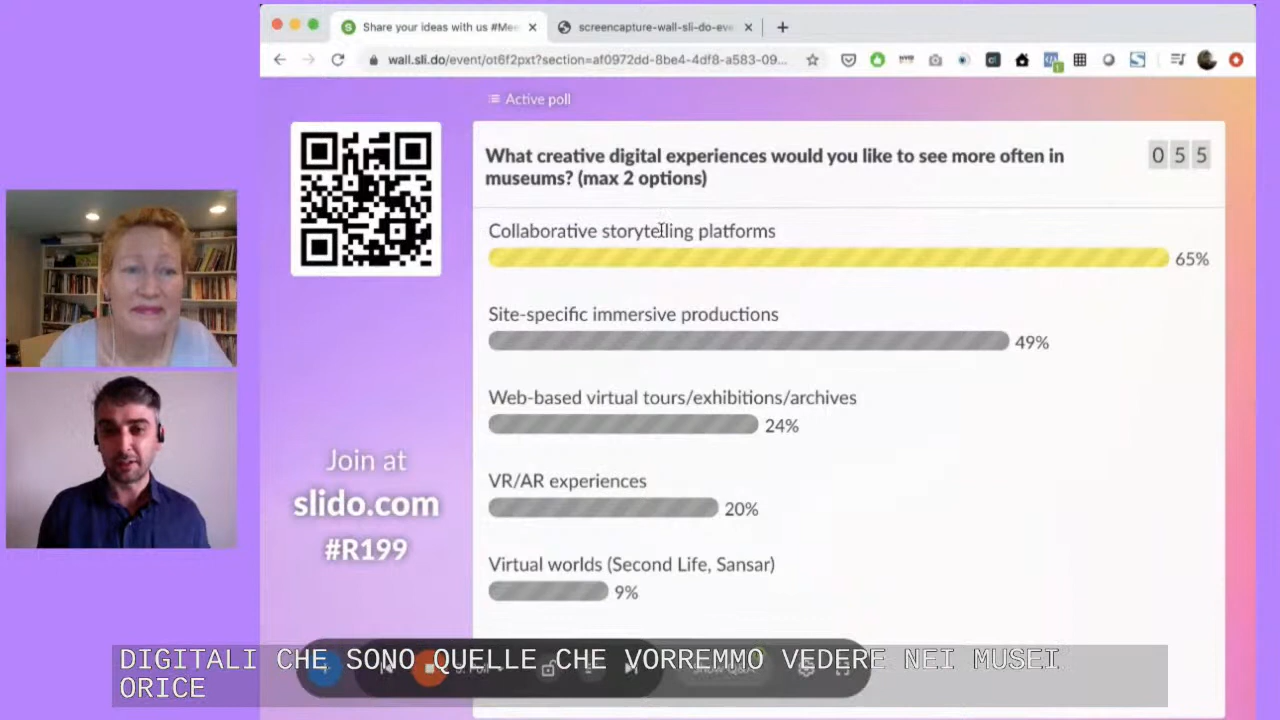 Share your ideas with us #Mee
screencapture-wall-sli-do-eve
wall.sli.do/event/ot6f2pxt?section=af0972dd-8be4-4df8-a583-09...
Active poll
What creative digital experiences would you like to see more often in
museums? (max 2 options)
055
Collaborative storytelling platforms
65%
Site-specific immersive productions
49%
Web-based virtual tours/exhibitions/archives
24%
VR/AR experiences
20%
Virtual worlds (Second Life, Sansar)
9%
Join at
slido.com
#R199
DIGITALI CHE SONO QUELLE CHE VORREMMO VEDERE NEI MUSEI
ORICE